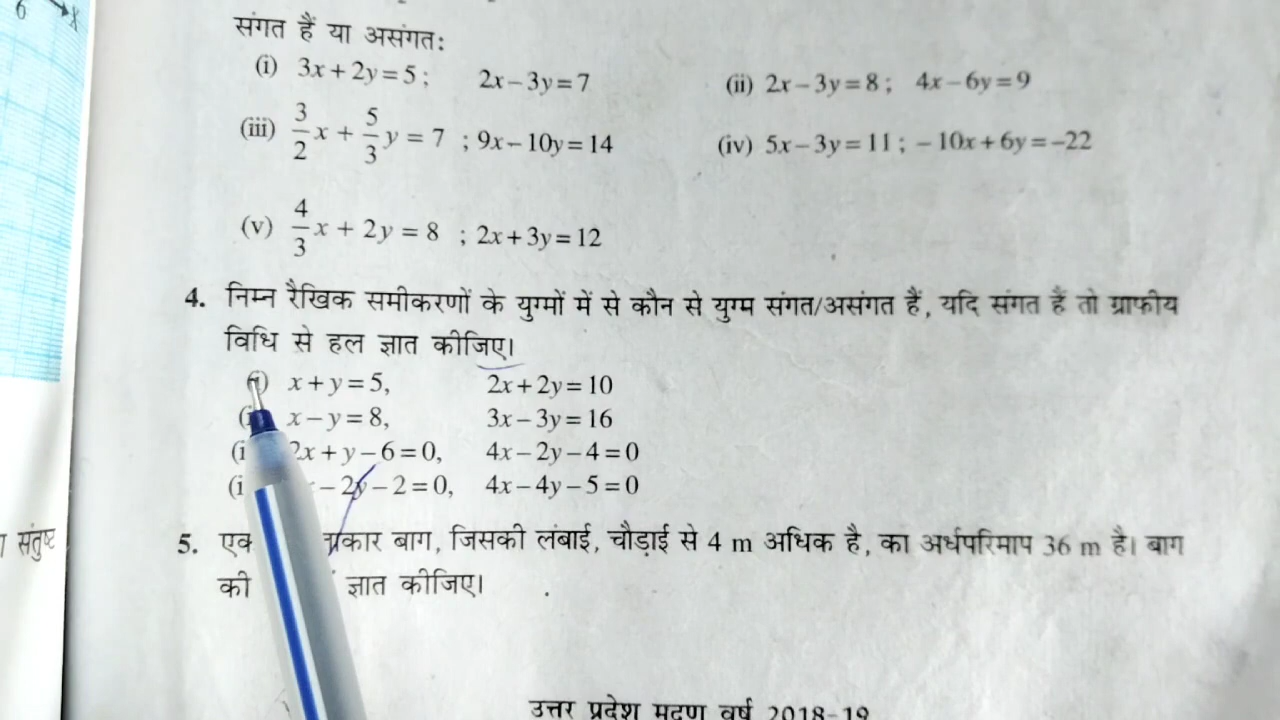 6 x
संगत हैं या असंगत:
(i) 3x + 2y = 5 ; 2x – 3y = 7 (ii) 2x – 3y = 8 ; 4x – 6y = 9
(iii) 3/2 x + 5/3 y = 7 ; 9x – 10y = 14 (iv) 5x – 3y = 11 ; – 10x + 6y = –22
(v) 4/3 x + 2y = 8 ; 2x + 3y = 12
4. निम्न रैखिक समीकरणों के युग्मों में से कौन से युग्म संगत/असंगत हैं, यदि संगत हैं तो ग्राफीय
विधि से हल ज्ञात कीजिए।
(i) x + y = 5, 2x + 2y = 10
x – y = 8, 3x – 3y = 16
2x + y – 6 = 0, 4x – 2y – 4 = 0
– 2y – 2 = 0, 4x – 4y – 5 = 0
संतुष्ट
5. बाग, जिसकी लंबाई, चौड़ाई से 4 m अधिक है, का अर्धपरिमाप 36 m है। बाग
की ज्ञात कीजिए।
उत्तर प्रदेश मुद्रण वर्ष 2018-19